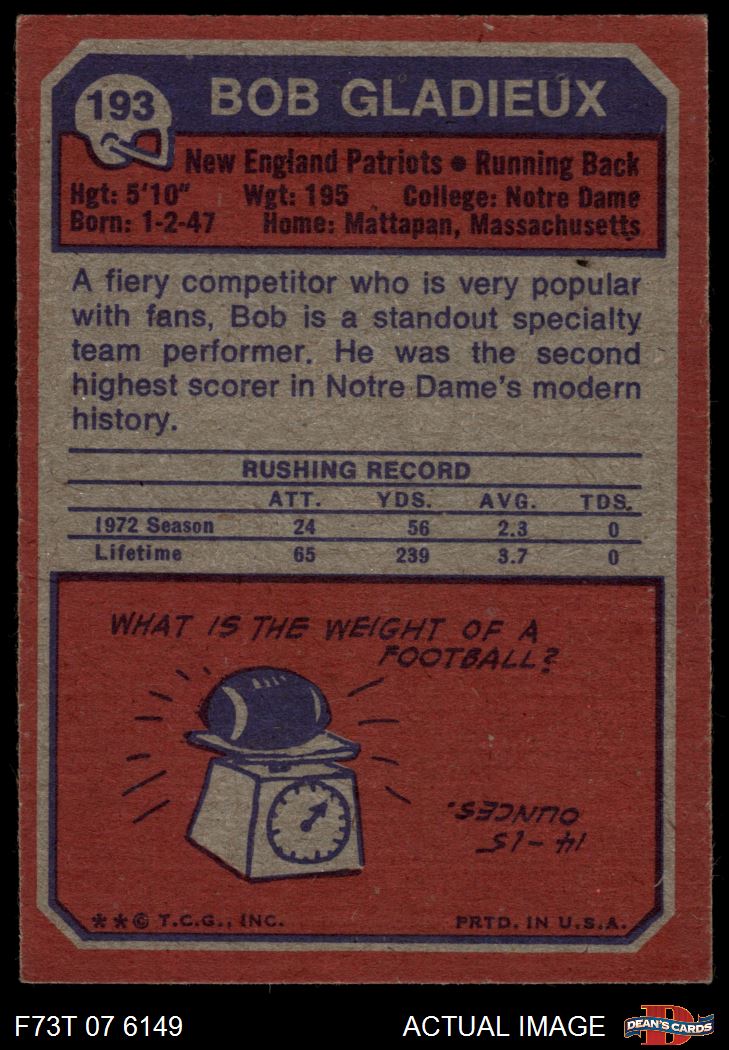 193 BOB GLADIEUX
New England Patriots • Running Back
Hgt: 5'10" Wgt: 195 College: Notre Dame
Born: 1-2-47 Home: Mattapan, Massachusetts
A fiery competitor who is very popular
with fans, Bob is a standout specialty
team performer. He was the second
highest scorer in Notre Dame's modern
history.
RUSHING RECORD
ATT. YDS. AVG. TDS.
1972 Season 24 56 2.3 0
Lifetime 65 239 3.7 0
WHAT IS THE WEIGHT OF A
FOOTBALL?
14-15
OUNCES.
**© T.C.G., INC. PRTD. IN U.S.A.
F73T 07 6149 ACTUAL IMAGE DEAN'S CARDS